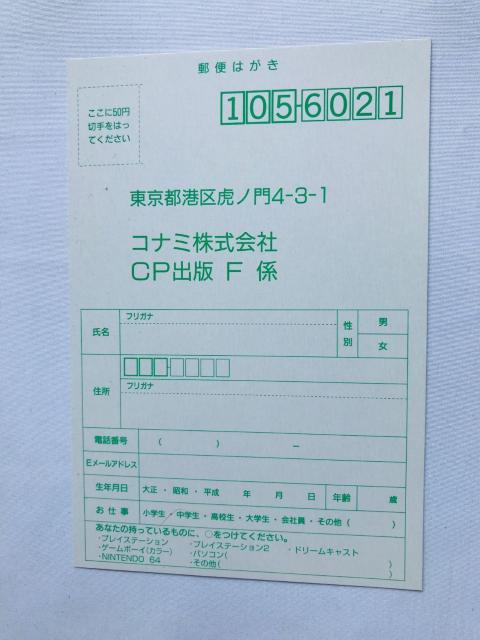 郵便はがき
ここに50円
切手をはっ
てください
105-6021
東京都港区虎ノ門4-3-1
コナミ株式会社
CP出版 F 係
氏名
フリガナ
性別
男
女
住所
フリガナ
電話番号 ( ) −
Eメールアドレス
生年月日 大正・昭和・平成 年 月 日 年齢 歳
お仕事 小学生・中学生・高校生・大学生・会社員・その他( )
あなたの持っているものに、○をつけてください。
・プレイステーション ・プレイステーション2 ・ドリームキャスト
・ゲームボーイ(カラー) ・パソコン( )
・NINTENDO 64 ・その他( )